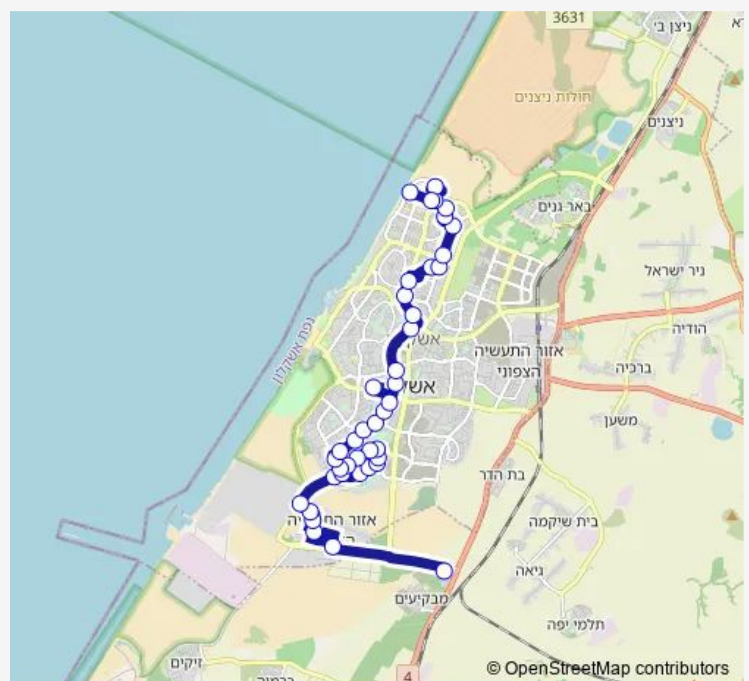 3631
ניצן ב'
חולות ניצנים
ניצנים
באר גנים
ניר ישראל
הודיה
נפת אשקלון
אזור התעשיה
הצפוני
ברכיה
משען
בת הדר
בית שיקמה
גיאה
מבקיעים
תלמי יפה
זיקים
4
© OpenStreetMap contributors